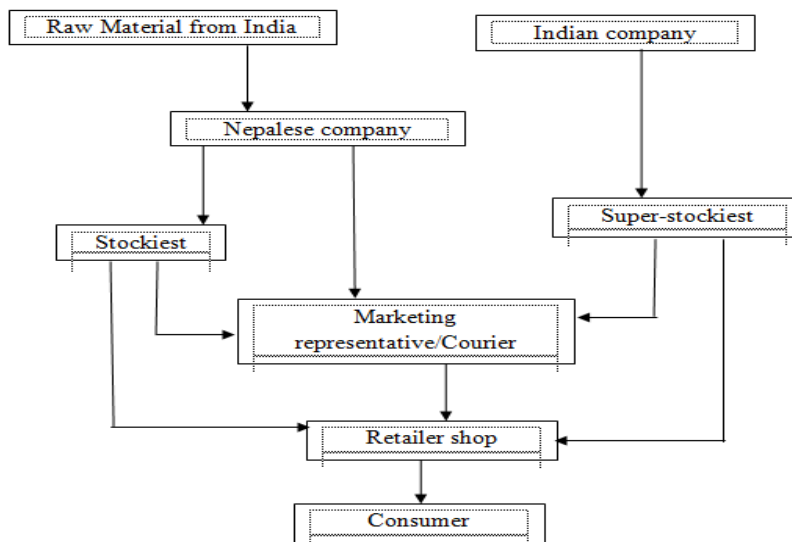 Raw Material from India
Indian company
Nepalese company
Super-stockiest
Stockiest
Marketing
representative/Courier
Retailer shop
Consumer